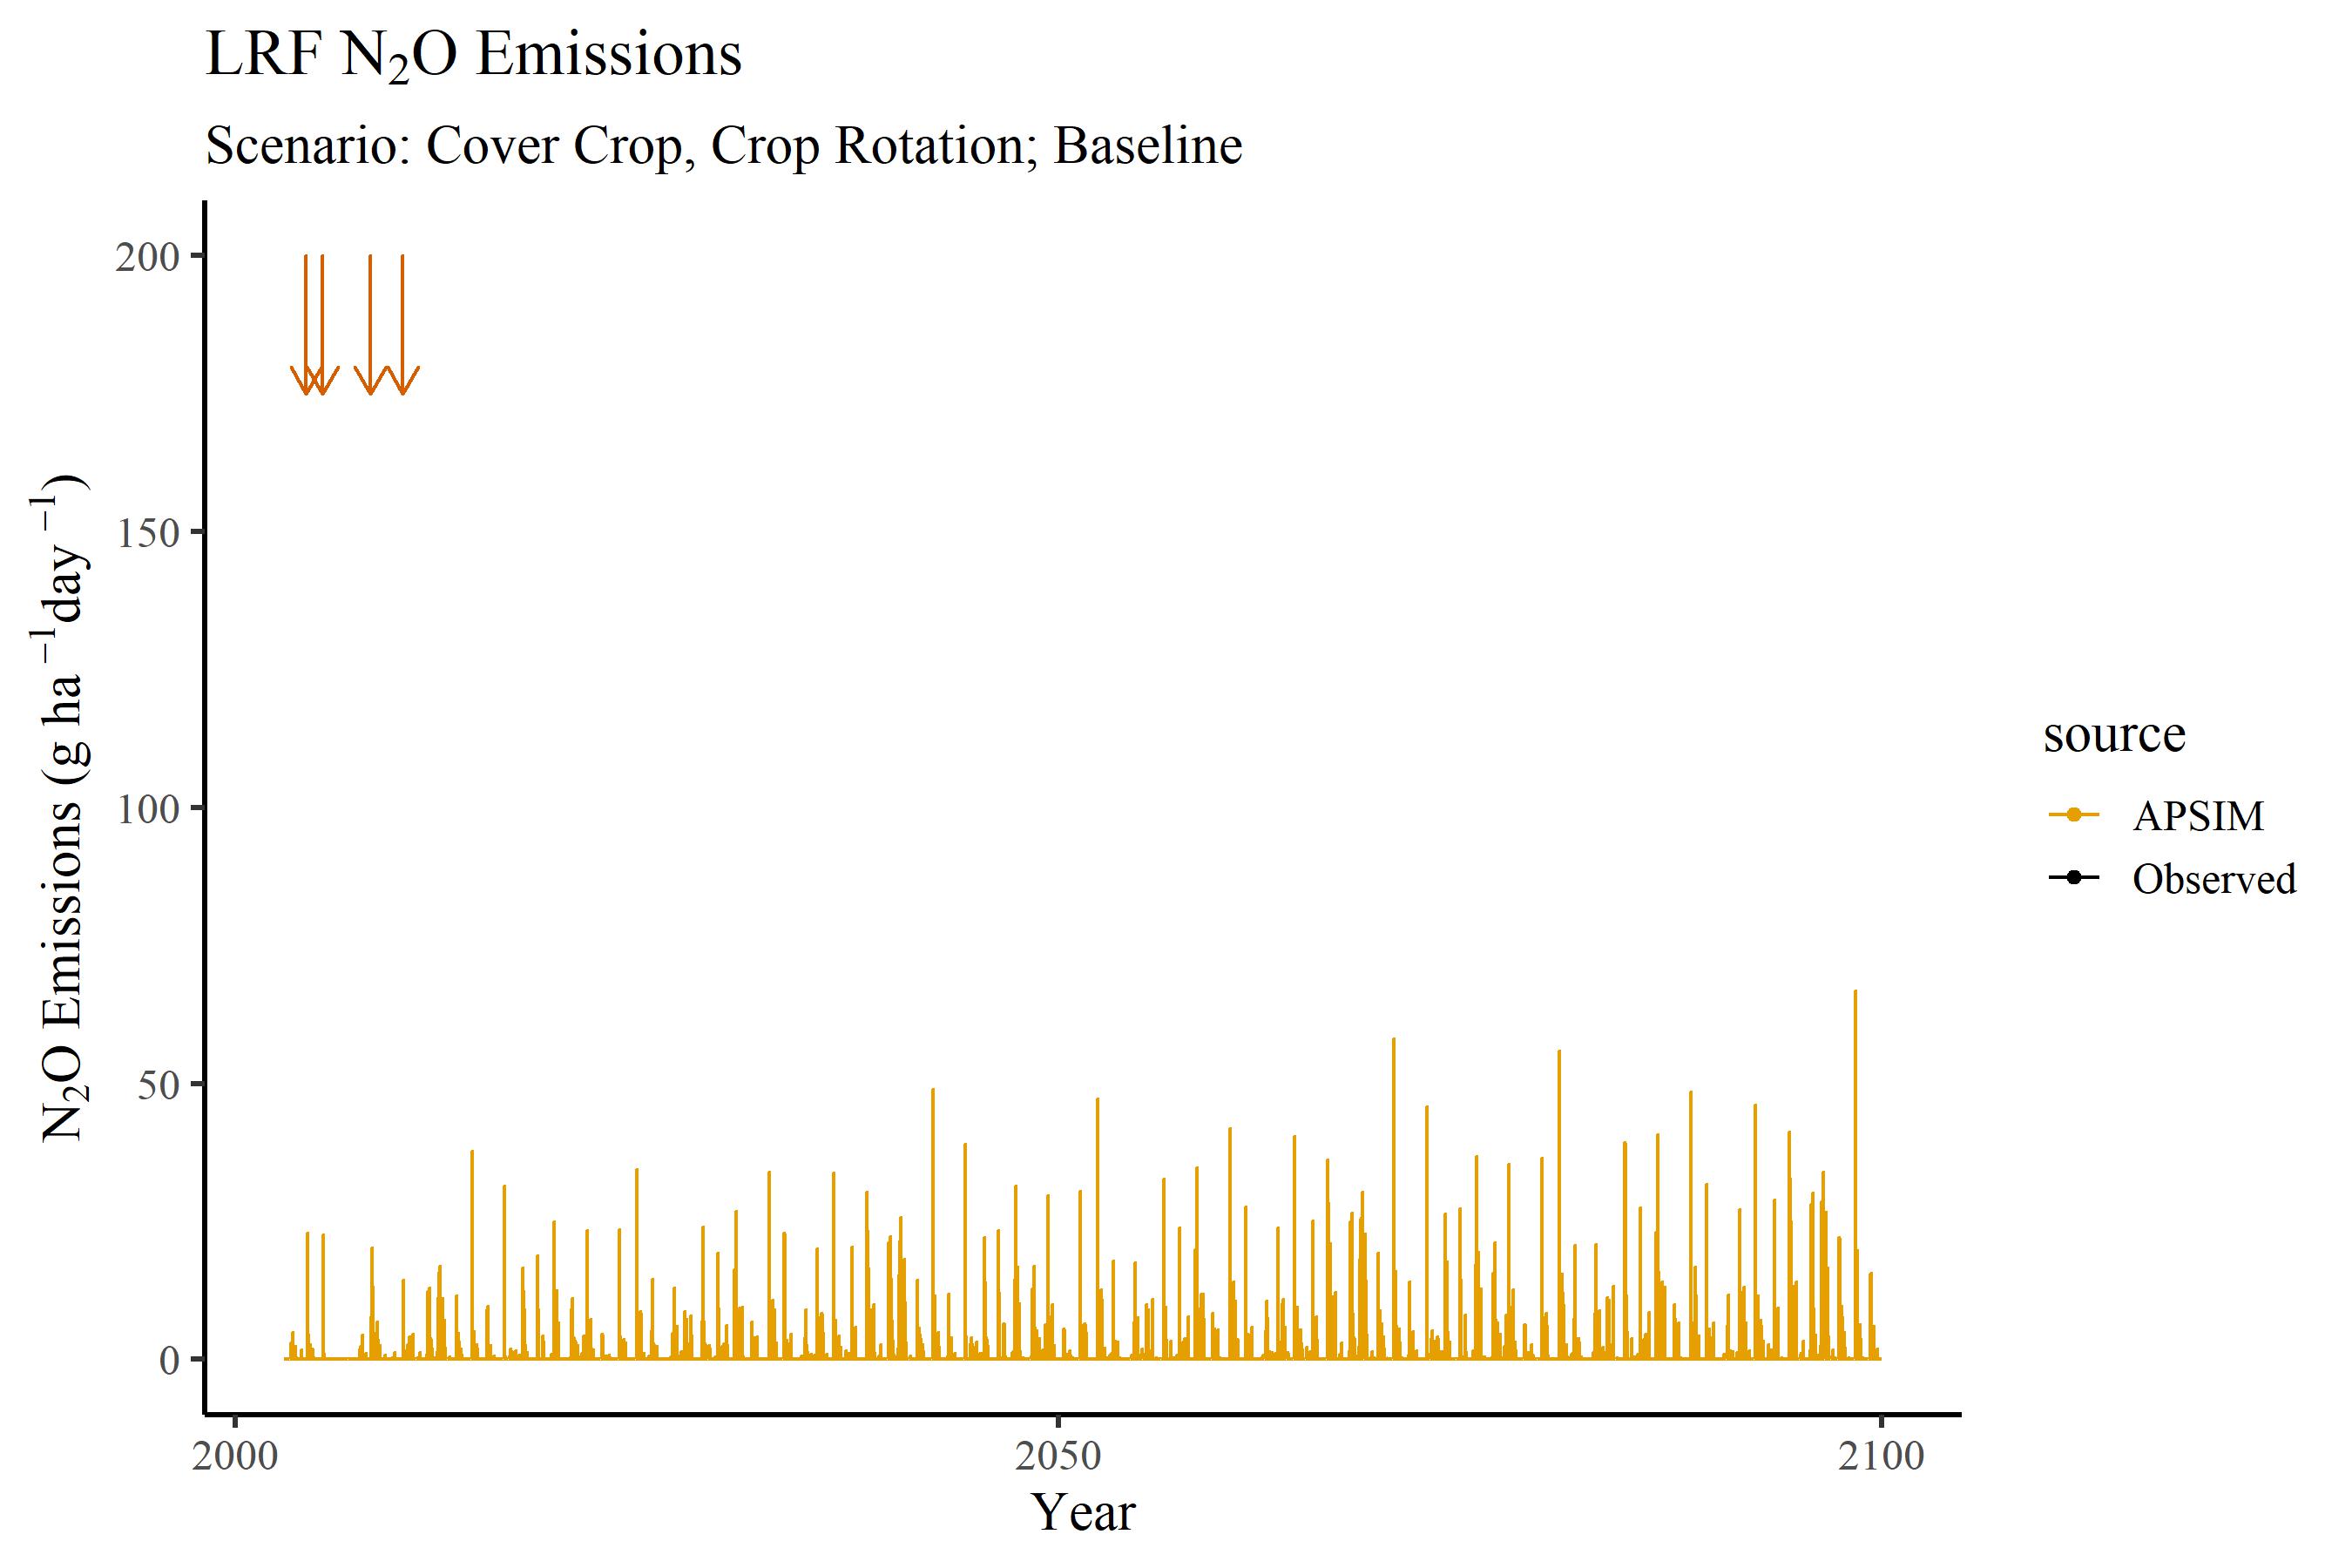 LRF N₂O Emissions
Scenario: Cover Crop, Crop Rotation; Baseline
N₂O Emissions (g ha ⁻¹day ⁻¹)
200
150
100
50
0
2000
2050
2100
Year
source
APSIM
Observed